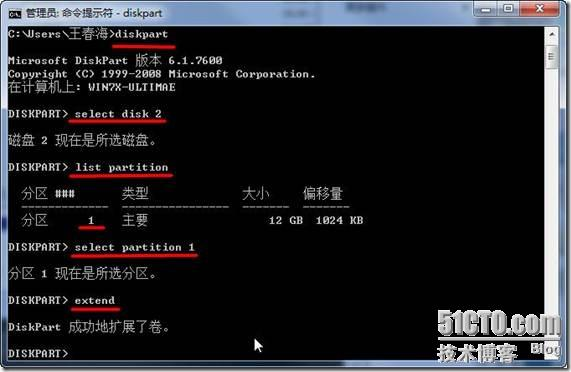 管理员: 命令提示符 - diskpart
C:\Users\王春海>diskpart
Microsoft DiskPart 版本 6.1.7600
Copyright (C) 1999-2008 Microsoft Corporation.
在计算机上: WIN7X-ULTIMAE
DISKPART> select disk 2
磁盘 2 现在是所选磁盘。
DISKPART> list partition
分区 ### 类型 大小 偏移量
------------- ---------------- ------- -------
分区 1 主要 12 GB 1024 KB
DISKPART> select partition 1
分区 1 现在是所选分区。
DISKPART> extend
DiskPart 成功地扩展了卷。
DISKPART>
51CTO.com
技术博客 Blog